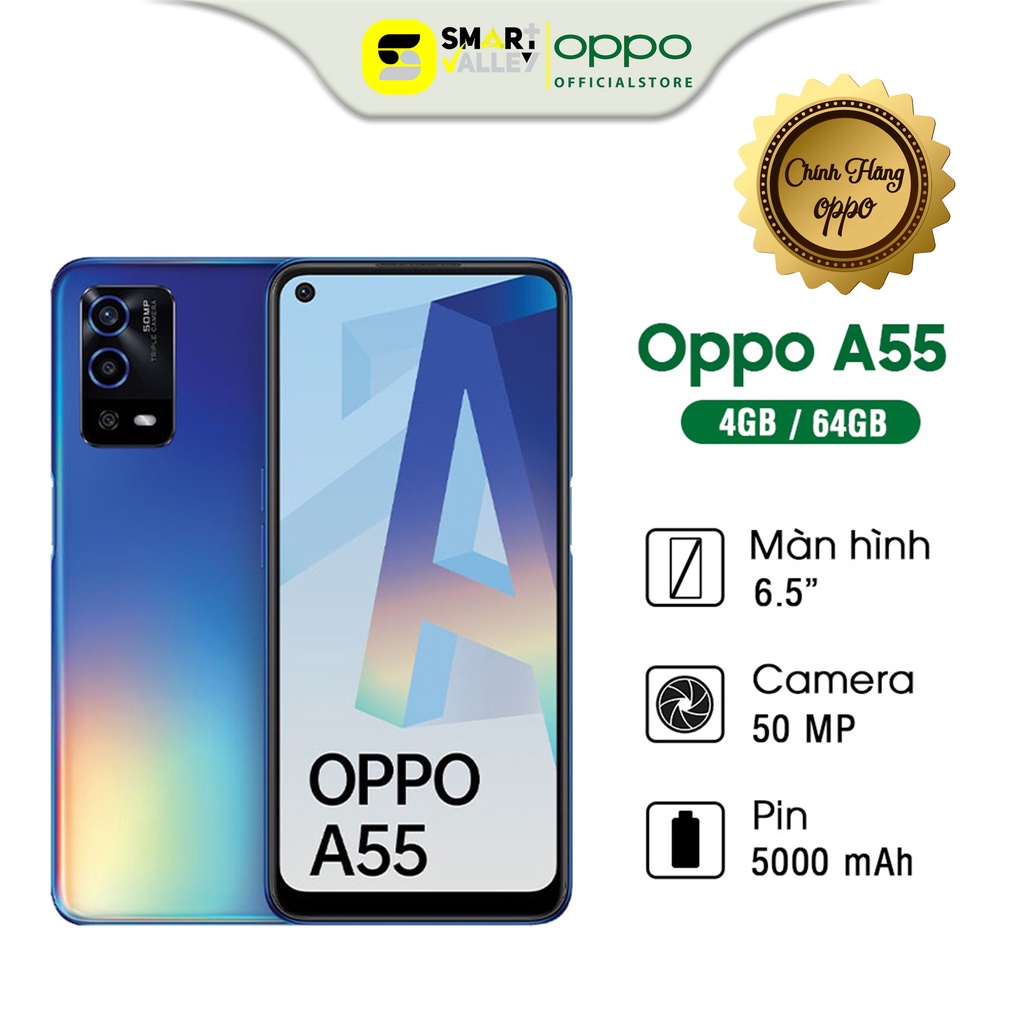 SMART+
VALLEY
oppo
OFFICIALSTORE
Chính Hãng
oppo
50MP
TRIPLE CAMERA
OPPO
A55
Oppo A55
4GB / 64GB
Màn hình
6.5”
Camera
50 MP
Pin
5000 mAh